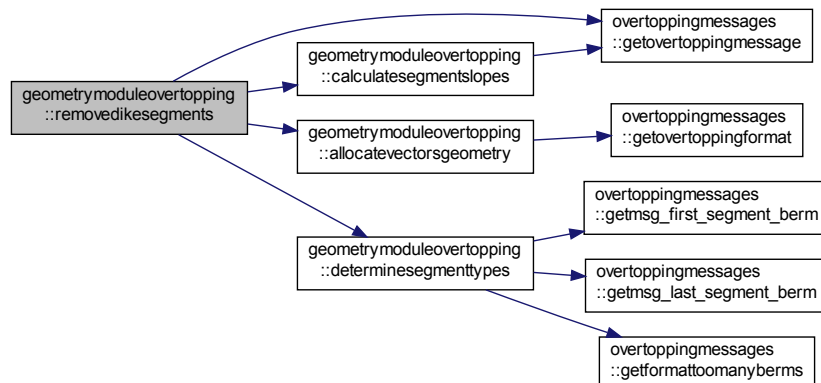 geometrymoduleovertopping
::removedikesegments
overtoppingmessages
::getovertoppingmessage
geometrymoduleovertopping
::calculatesegmentslopes
geometrymoduleovertopping
::allocatevectorsgeometry
overtoppingmessages
::getovertoppingformat
geometrymoduleovertopping
::determinesegmenttypes
overtoppingmessages
::getmsg_first_segment_berm
overtoppingmessages
::getmsg_last_segment_berm
overtoppingmessages
::getformattoomanyberms